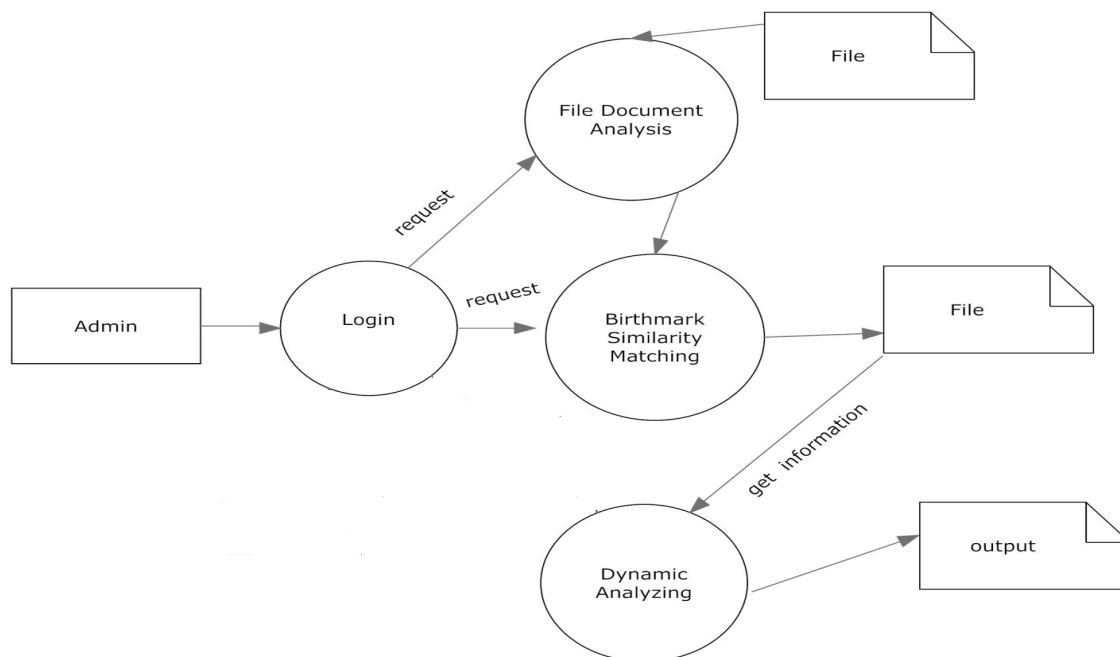 File
File Document
Analysis
request
request
Admin
Login
Birthmark
Similarity
Matching
File
get information
Dynamic
Analyzing
output